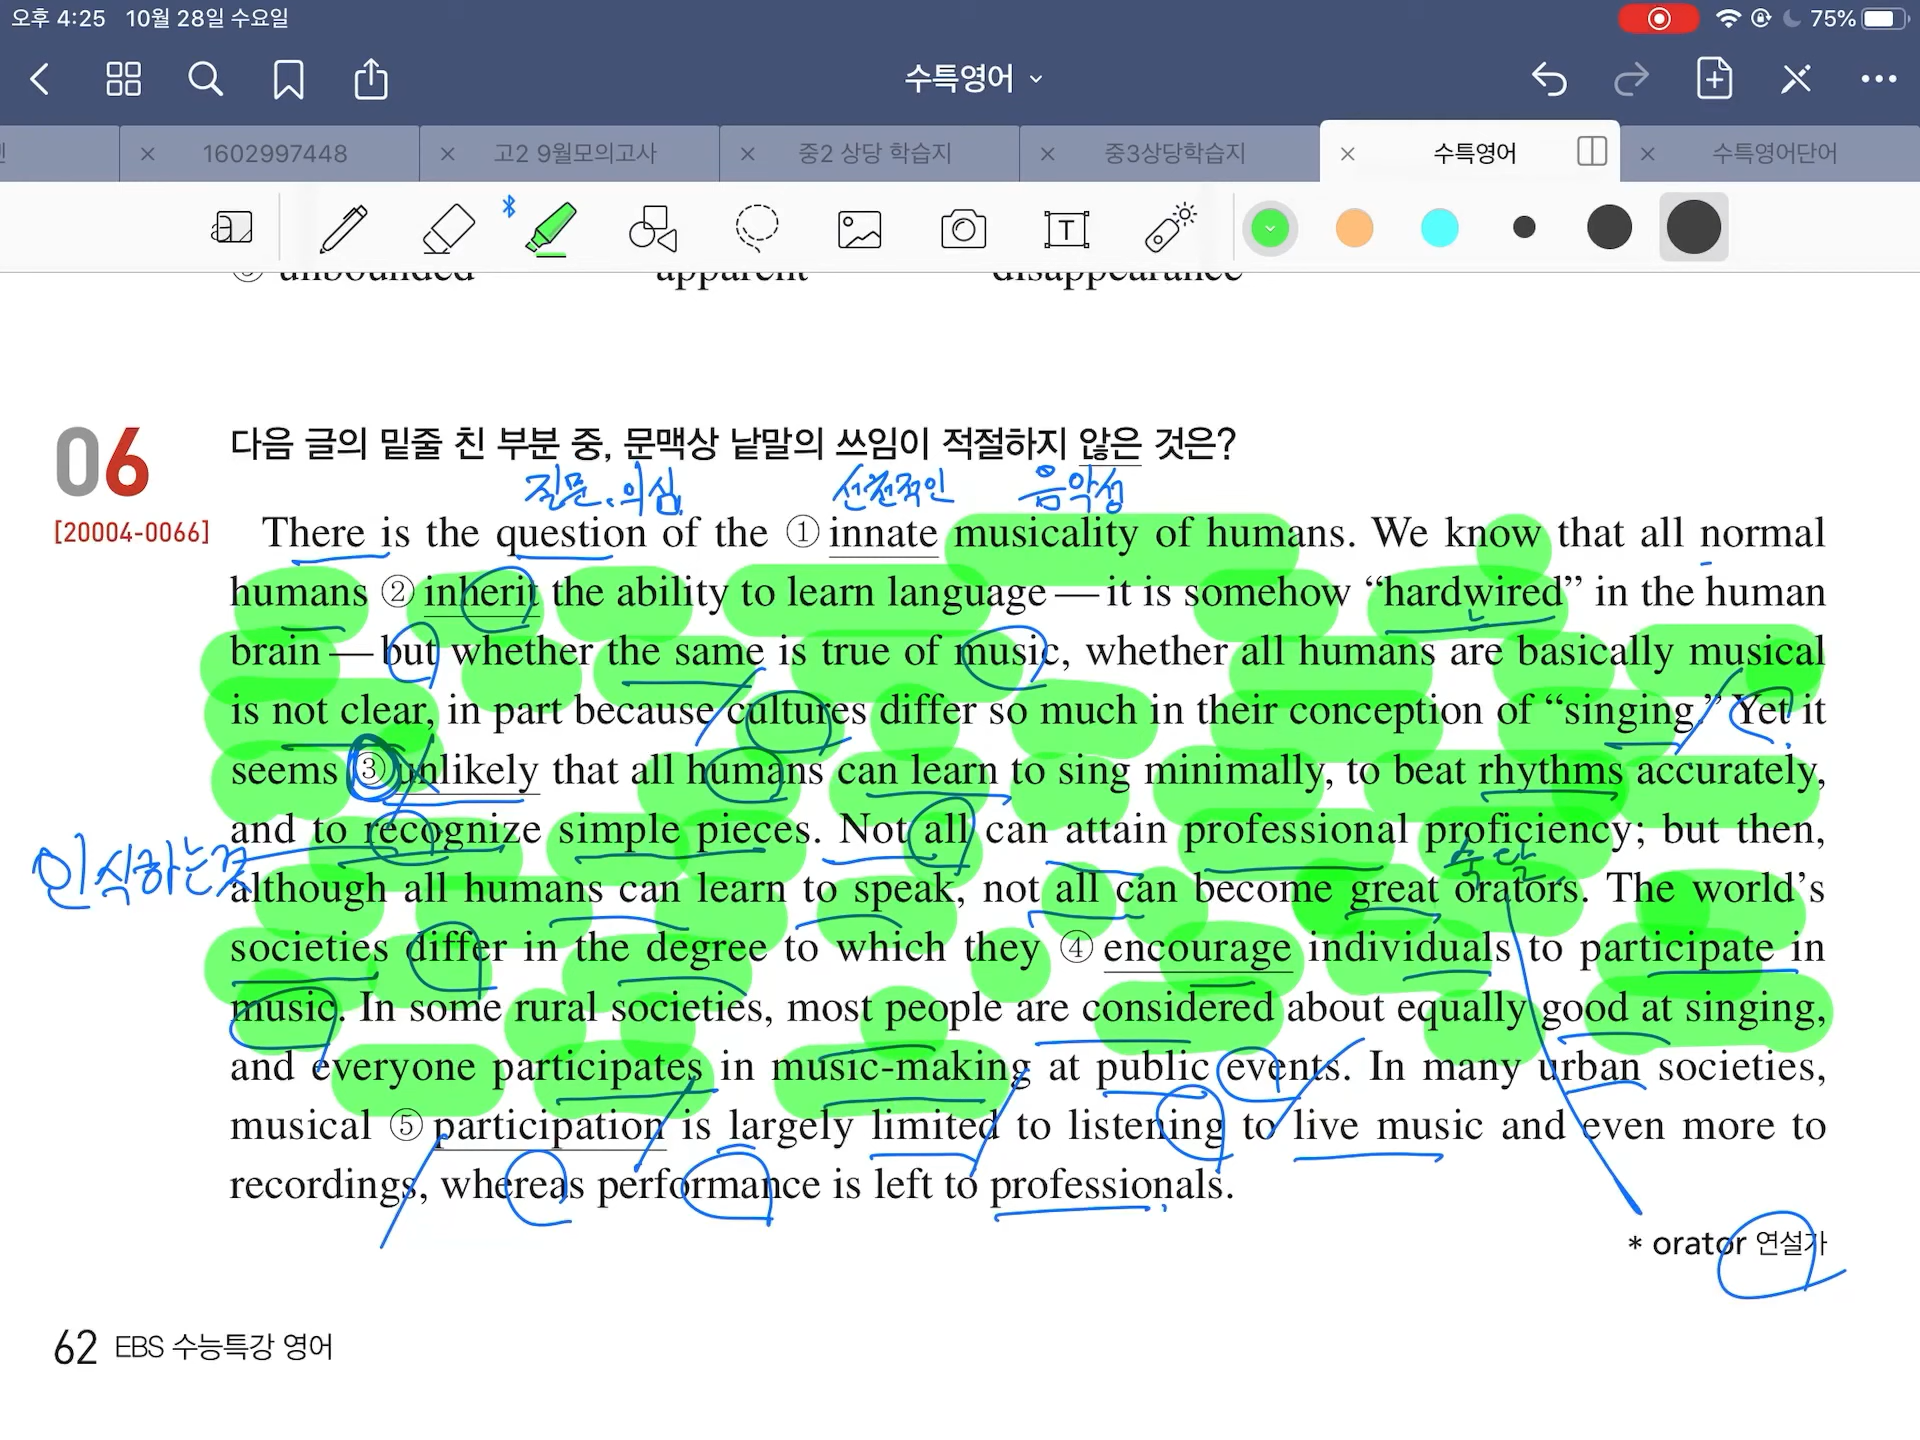 오후 4:25 10월 28일 수요일
75%
수특영어
1602997448
고2 9월모의고사
중2 상당 학습지
중3상당학습지
수특영어
수특영어단어
⑤ unbounded apparent disappearance
06
[20004-0066]
다음 글의 밑줄 친 부분 중, 문맥상 낱말의 쓰임이 적절하지 않은 것은?
질문, 의심 선천적인 음악성
There is the question of the ① innate musicality of humans. We know that all normal
humans ② inherit the ability to learn language — it is somehow “hardwired” in the human
brain — but whether the same is true of music, whether all humans are basically musical
is not clear, in part because cultures differ so much in their conception of “singing.” Yet it
seems ③ unlikely that all humans can learn to sing minimally, to beat rhythms accurately,
and to recognize simple pieces. Not all can attain professional proficiency; but then,
인식하는것
숙달
although all humans can learn to speak, not all can become great orators. The world’s
societies differ in the degree to which they ④ encourage individuals to participate in
music. In some rural societies, most people are considered about equally good at singing,
and everyone participates in music-making at public events. In many urban societies,
musical ⑤ participation is largely limited to listening to live music and even more to
recordings, whereas performance is left to professionals.
* orator 연설가
62 EBS 수능특강 영어